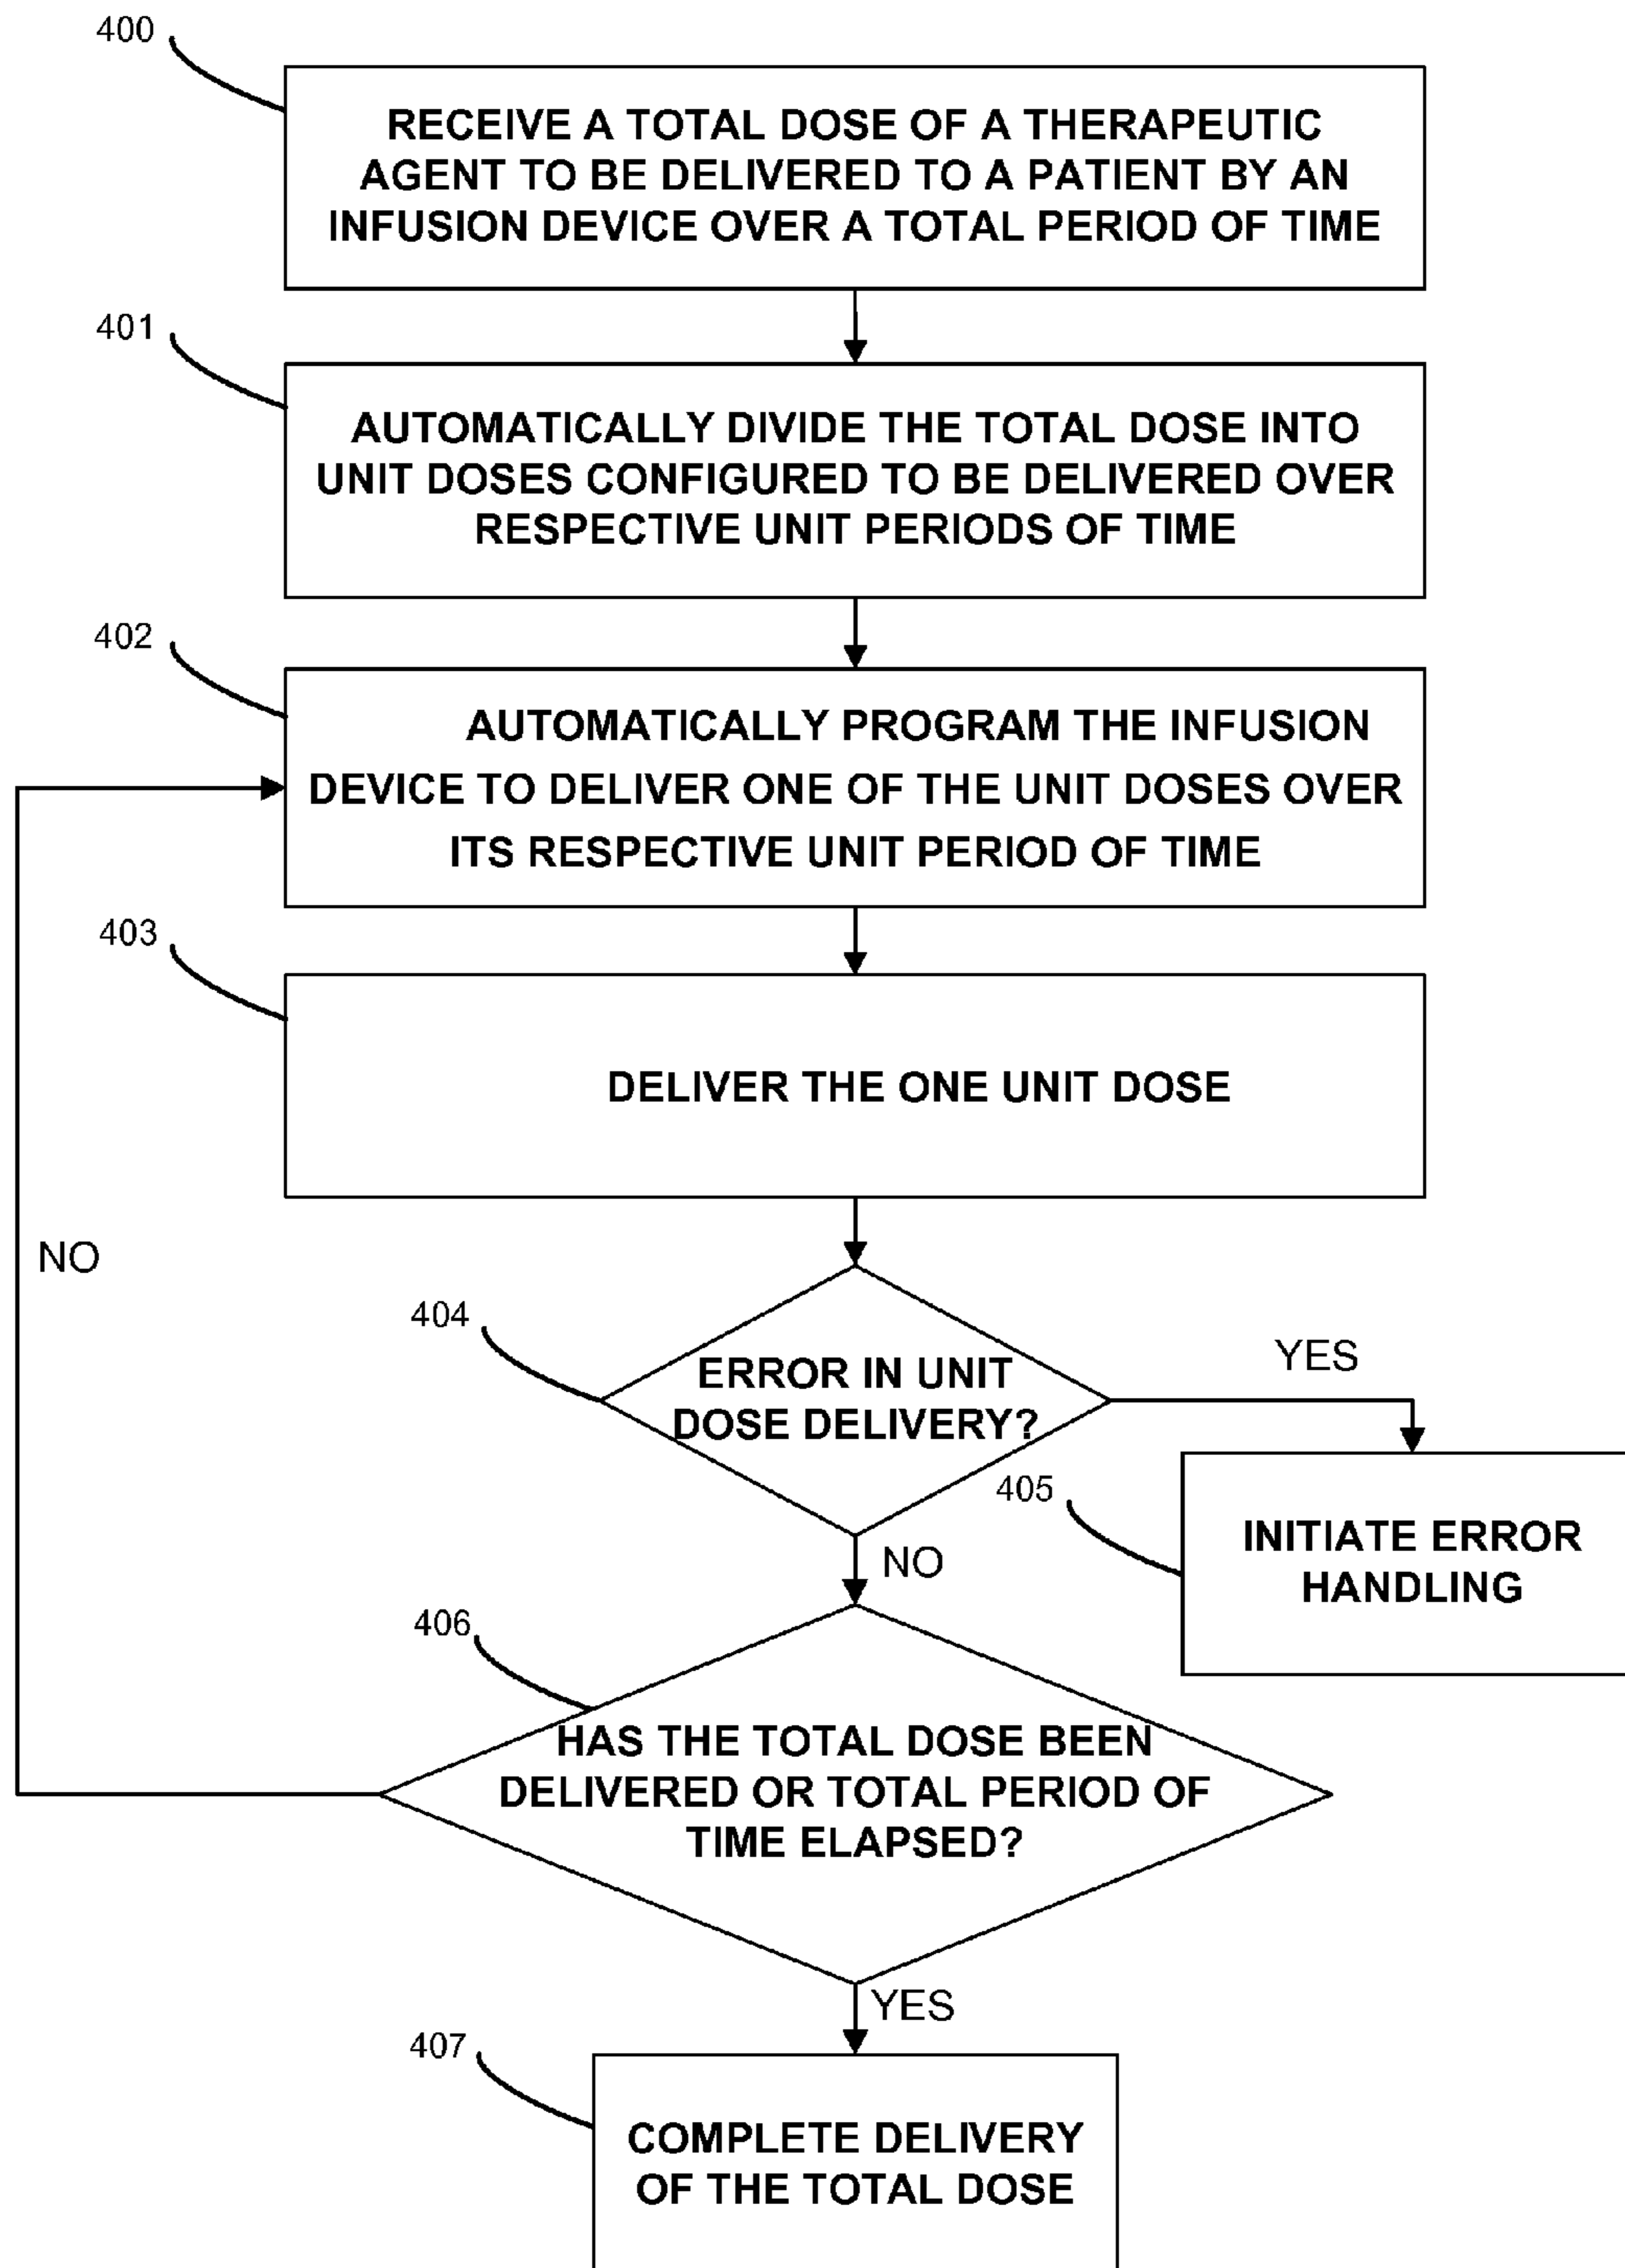 400
RECEIVE A TOTAL DOSE OF A THERAPEUTIC
AGENT TO BE DELIVERED TO A PATIENT BY AN
INFUSION DEVICE OVER A TOTAL PERIOD OF TIME
401
AUTOMATICALLY DIVIDE THE TOTAL DOSE INTO
UNIT DOSES CONFIGURED TO BE DELIVERED OVER
RESPECTIVE UNIT PERIODS OF TIME
402
AUTOMATICALLY PROGRAM THE INFUSION
DEVICE TO DELIVER ONE OF THE UNIT DOSES OVER
ITS RESPECTIVE UNIT PERIOD OF TIME
403
DELIVER THE ONE UNIT DOSE
NO
404
ERROR IN UNIT
DOSE DELIVERY?
YES
405
INITIATE ERROR
HANDLING
NO
406
HAS THE TOTAL DOSE BEEN
DELIVERED OR TOTAL PERIOD OF
TIME ELAPSED?
YES
407
COMPLETE DELIVERY
OF THE TOTAL DOSE